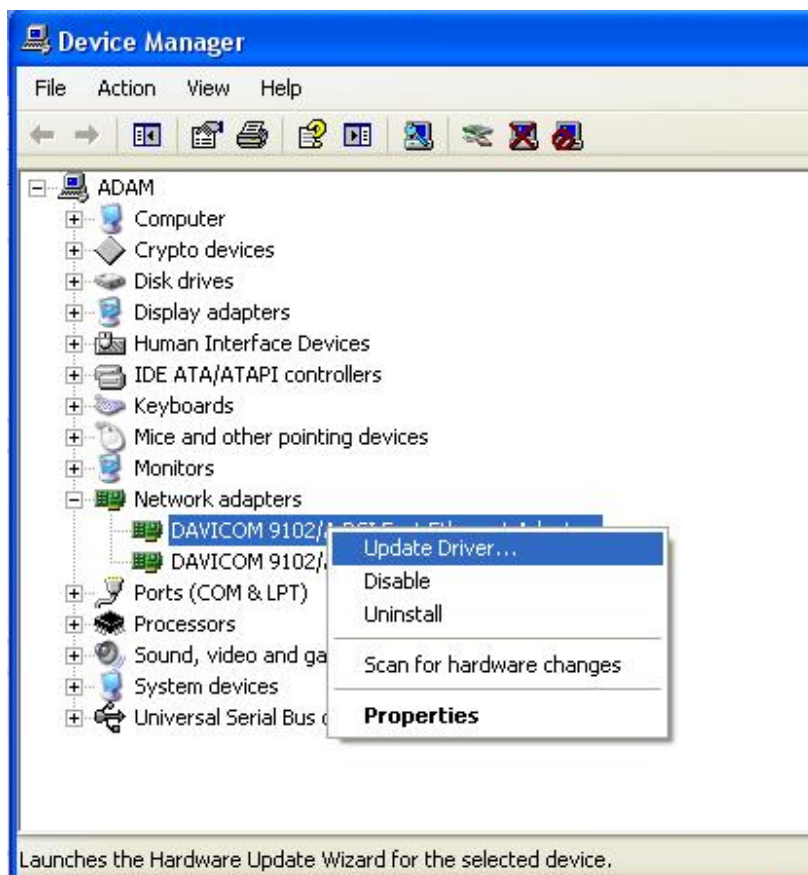 Device Manager
File Action View Help
ADAM
Computer
Crypto devices
Disk drives
Display adapters
Human Interface Devices
IDE ATA/ATAPI controllers
Keyboards
Mice and other pointing devices
Monitors
Network adapters
DAVICOM 9102/
DAVICOM 9102/
Ports (COM & LPT)
Processors
Sound, video and ga
System devices
Universal Serial Bus
Update Driver...
Disable
Uninstall
Scan for hardware changes
Properties
Launches the Hardware Update Wizard for the selected device.